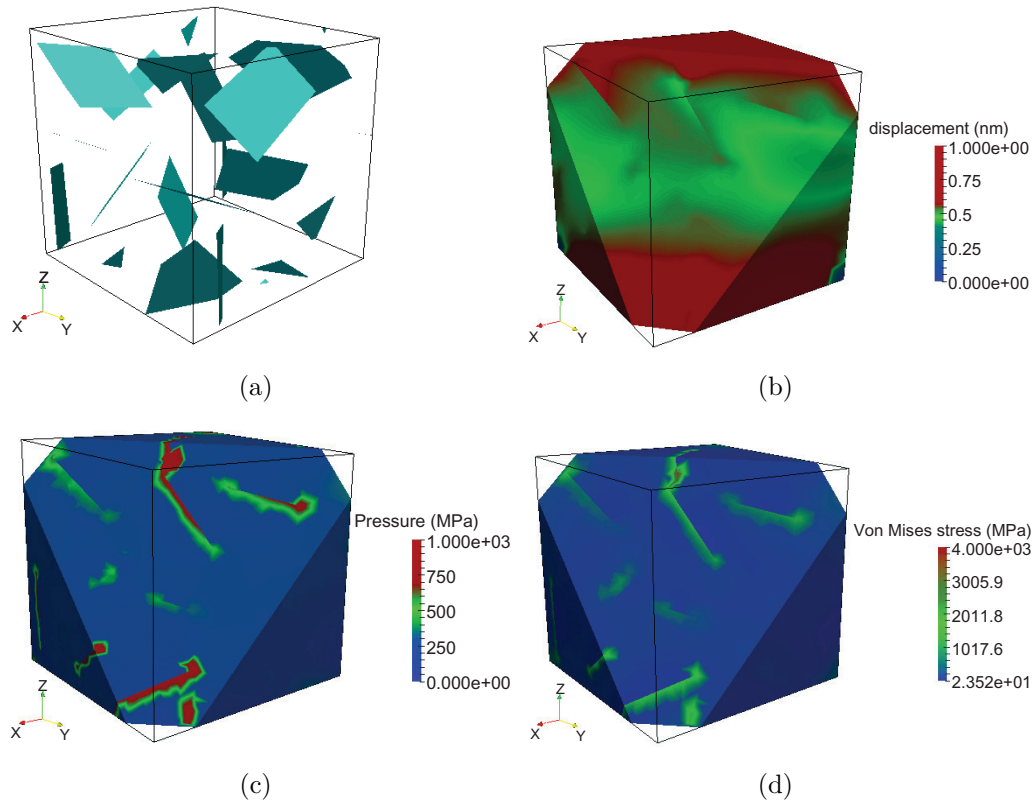 Z
X
Y
(a)
displacement (nm)
1.000e+00
0.75
0.5
0.25
0.000e+00
Z
X
Y
(b)
Pressure (MPa)
1.000e+03
750
500
250
0.000e+00
Z
X
Y
(c)
Von Mises stress (MPa)
4.000e+03
3005.9
2011.8
1017.6
2.352e+01
Z
X
Y
(d)